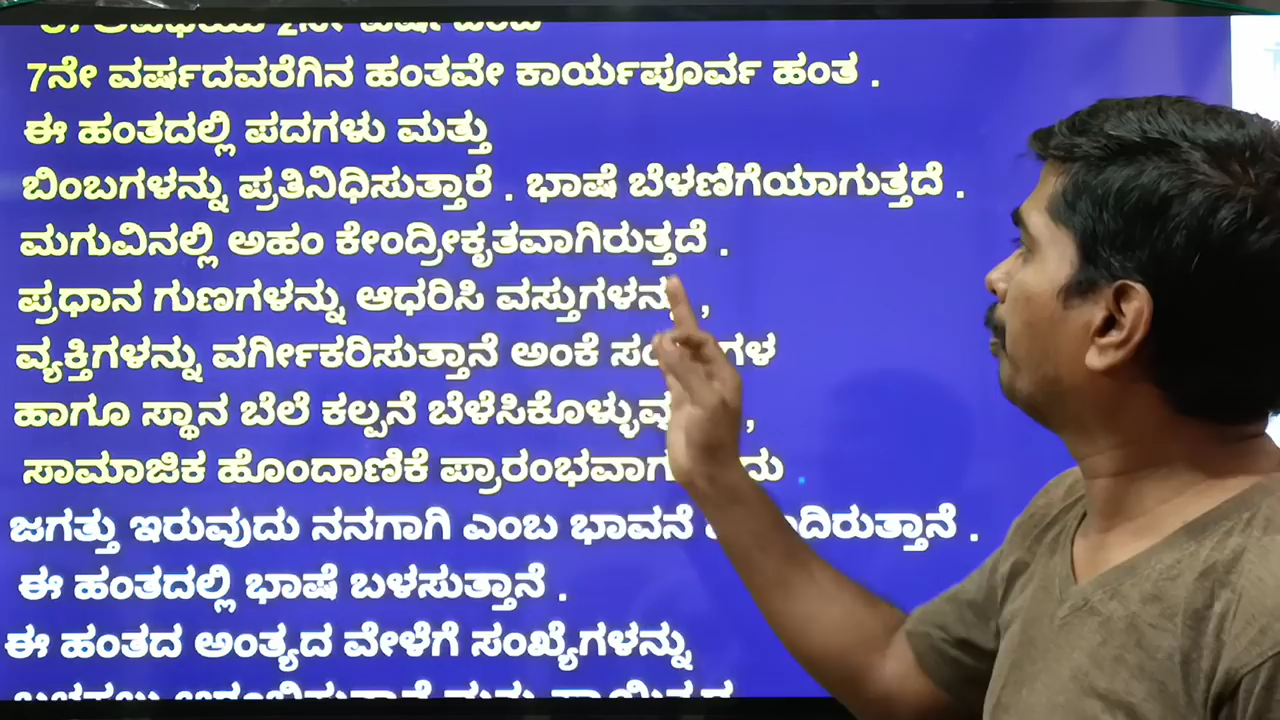 7ನೇ ವರ್ಷದವರೆಗಿನ ಹಂತವೇ ಕಾರ್ಯಪೂರ್ವ ಹಂತ .
ಈ ಹಂತದಲ್ಲಿ ಪದಗಳು ಮತ್ತು
ಬಿಂಬಗಳನ್ನು ಪ್ರತಿನಿಧಿಸುತ್ತಾರೆ . ಭಾಷೆ ಬೆಳಣಿಗೆಯಾಗುತ್ತದೆ .
ಮಗುವಿನಲ್ಲಿ ಅಹಂ ಕೇಂದ್ರೀಕೃತವಾಗಿರುತ್ತದೆ .
ಪ್ರಧಾನ ಗುಣಗಳನ್ನು ಆಧರಿಸಿ ವಸ್ತುಗಳನ್ನು ,
ವ್ಯಕ್ತಿಗಳನ್ನು ವರ್ಗೀಕರಿಸುತ್ತಾನೆ ಅಂಕೆ
ಹಾಗೂ ಸ್ಥಾನ ಬೆಲೆ ಕಲ್ಪನೆ ,
ಸಾಮಾಜಿಕ ಹೊಂದಾಣಿಕೆ .
ಜಗತ್ತು ಇರುವುದು ನನಗಾಗಿ ಎಂಬ ಭಾವನೆ .
ಈ ಹಂತದಲ್ಲಿ ಭಾಷೆ ಬಳಸುತ್ತಾನೆ .
ಈ ಹಂತದ ಅಂತ್ಯದ ವೇಳೆಗೆ ಸಂಖ್ಯೆಗಳನ್ನು